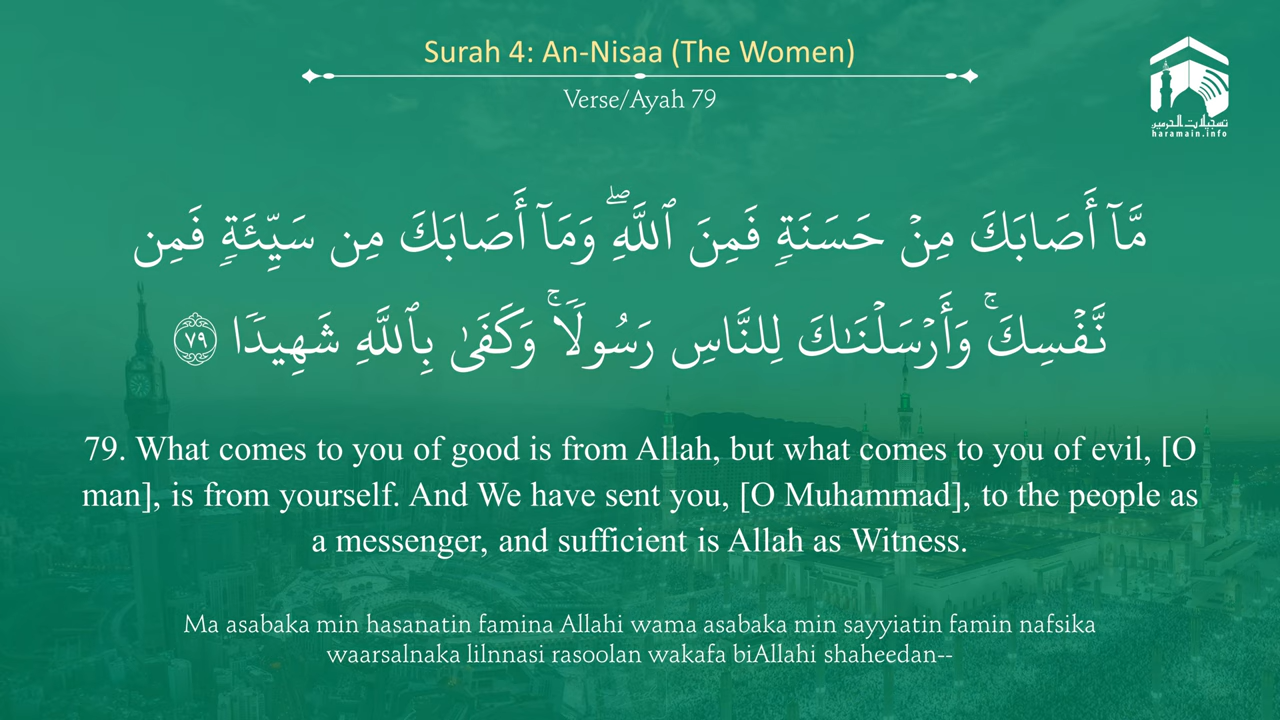 Surah 4: An-Nisaa (The Women)
Verse/Ayah 79
تسجيلات الحرمين
haramain.info
مَّآ أَصَابَكَ مِنْ حَسَنَةٍ فَمِنَ ٱللَّهِ ۖ وَمَآ أَصَابَكَ مِن سَيِّئَةٍ فَمِن
نَّفْسِكَ ۚ وَأَرْسَلْنَـٰكَ لِلنَّاسِ رَسُولًا ۚ وَكَفَىٰ بِٱللَّهِ شَهِيدًا ٧٩
79. What comes to you of good is from Allah, but what comes to you of evil, [O
man], is from yourself. And We have sent you, [O Muhammad], to the people as
a messenger, and sufficient is Allah as Witness.
Ma asabaka min hasanatin famina Allahi wama asabaka min sayyiatin famin nafsika
waarsalnaka lilnnasi rasoolan wakafa biAllahi shaheedan--